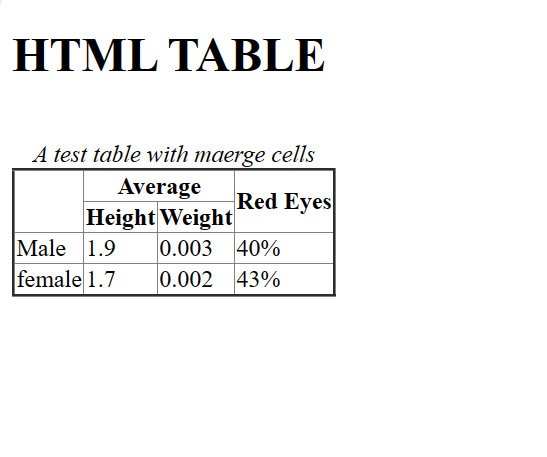 HTML TABLE
A test table with maerge cells
Average Red Eyes
Height Weight
Male 1.9 0.003 40%
female 1.7 0.002 43%